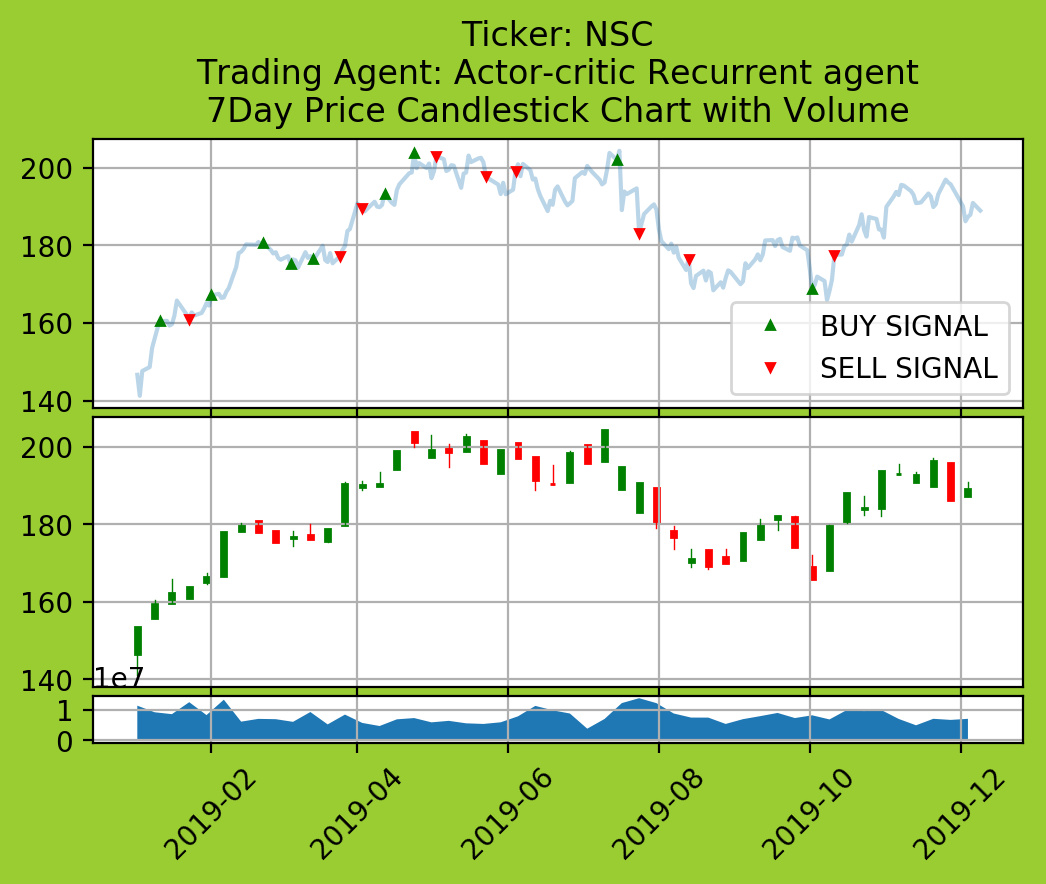 Ticker: NSC
Trading Agent: Actor-critic Recurrent agent
7Day Price Candlestick Chart with Volume
200
180
160
140
BUY SIGNAL
SELL SIGNAL
200
180
160
140
1e7
1
0
2019-02
2019-04
2019-06
2019-08
2019-10
2019-12